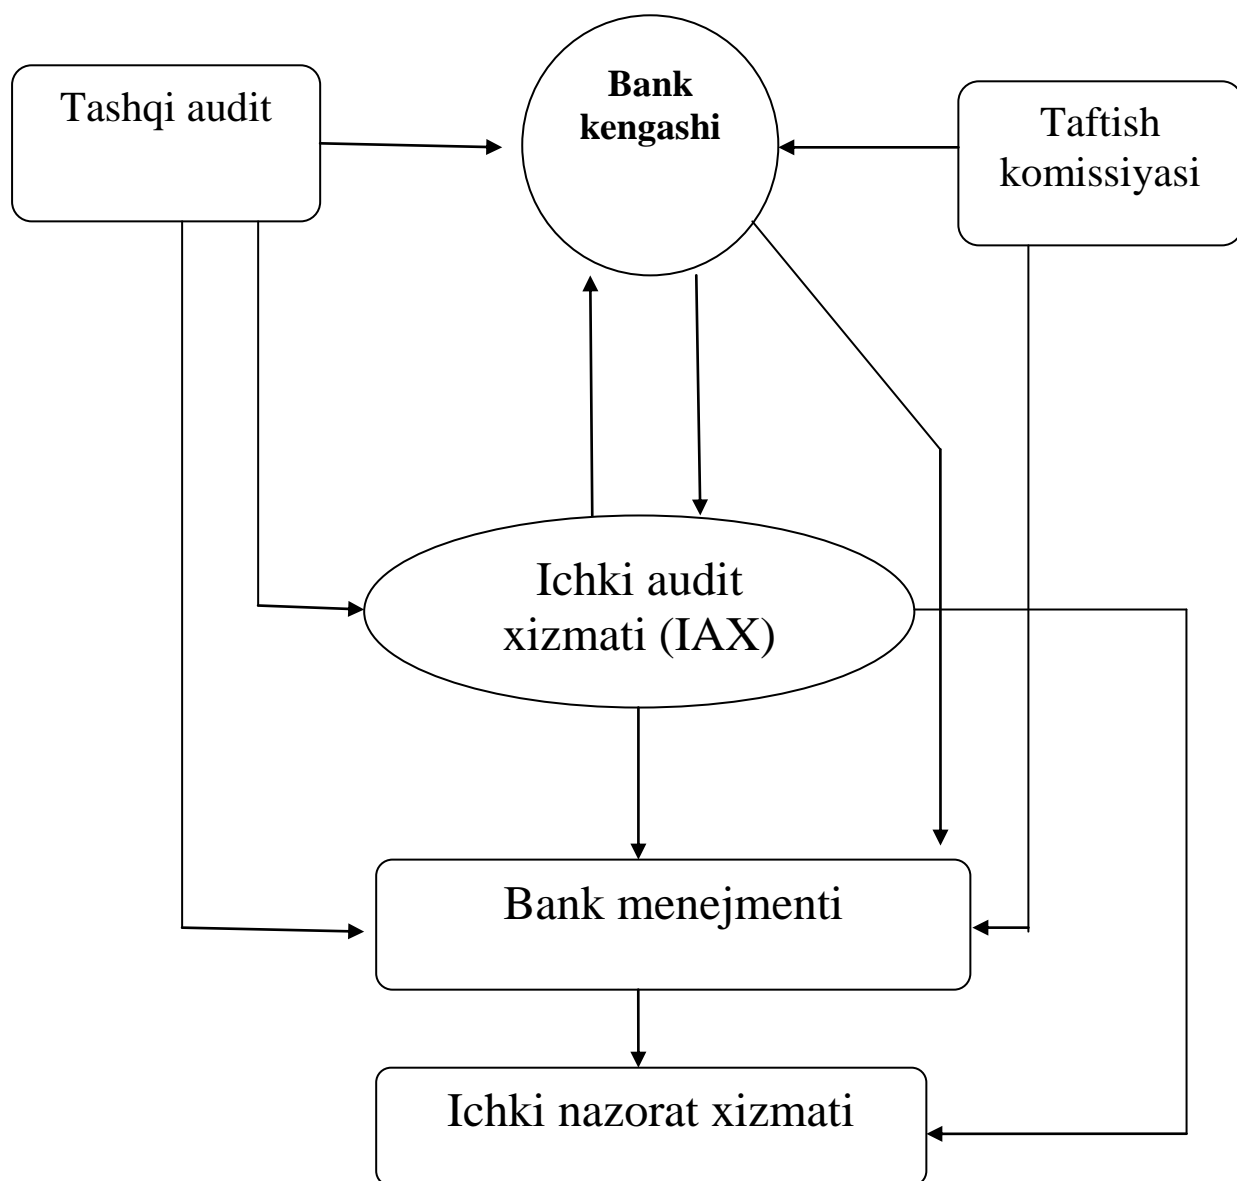 Tashqi audit
Bank
kengashi
Taftish
komissiyasi
Ichki audit
xizmati (IAX)
Bank menejmenti
Ichki nazorat xizmati